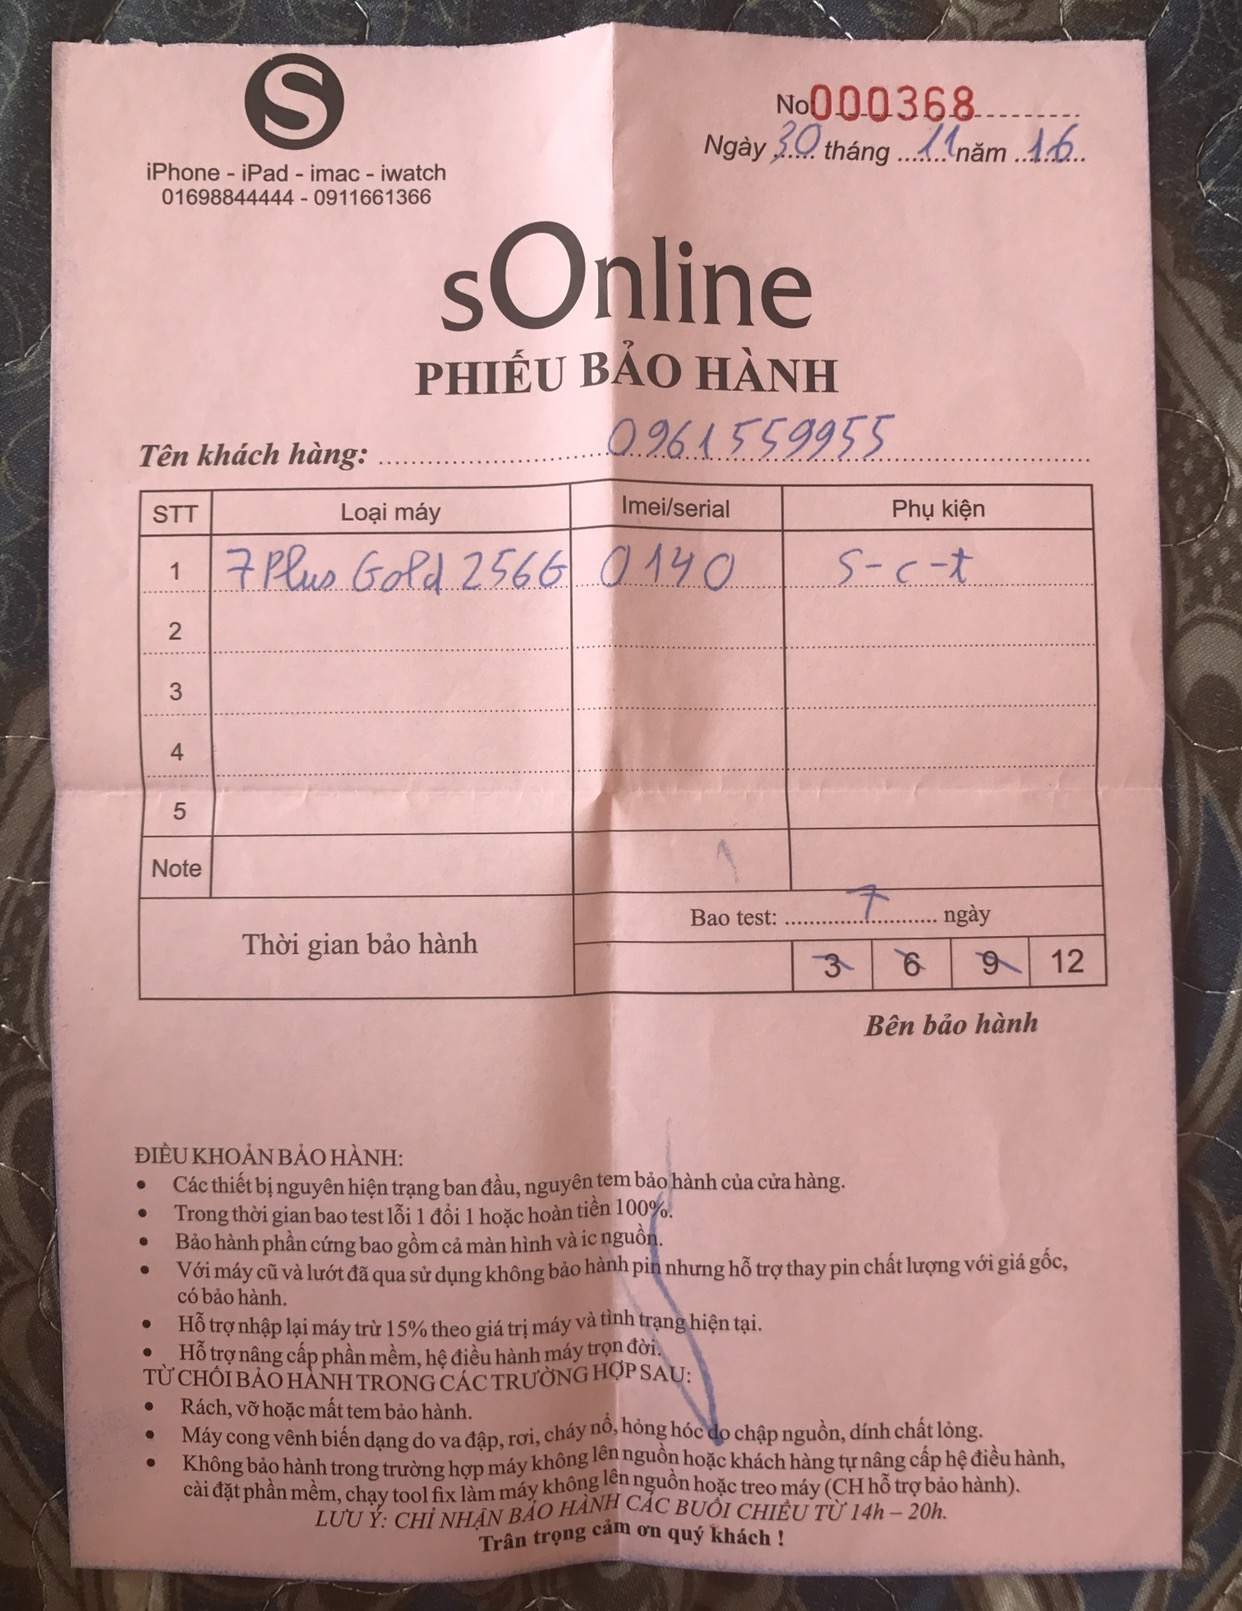 S
No 000368
iPhone - iPad - imac - iwatch
Ngày 30 tháng 11 năm 16
01698844444 - 0911661366
sOnline
PHIẾU BẢO HÀNH
Tên khách hàng: 0961559955
STT Loại máy Imei/serial Phụ kiện
1 7 Plus Gold 256G 0140 S-c-t
2
3
4
5
Note
Bao test: 7 ngày
Thời gian bảo hành
3 6 9 12
Bên bảo hành
ĐIỀU KHOẢN BẢO HÀNH:
• Các thiết bị nguyên hiện trạng ban đầu, nguyên tem bảo hành của cửa hàng.
• Trong thời gian bao test lỗi 1 đổi 1 hoặc hoàn tiền 100%.
• Bảo hành phần cứng bao gồm cả màn hình và ic nguồn.
• Với máy cũ và lướt đã qua sử dụng không bảo hành pin nhưng hỗ trợ thay pin chất lượng với giá gốc,
có bảo hành.
• Hỗ trợ nhập lại máy trừ 15% theo giá trị máy và tình trạng hiện tại.
• Hỗ trợ nâng cấp phần mềm, hệ điều hành máy trọn đời.
TỪ CHỐI BẢO HÀNH TRONG CÁC TRƯỜNG HỢP SAU:
• Rách, vỡ hoặc mất tem bảo hành.
• Máy cong vênh biến dạng do va đập, rơi, cháy nổ, hỏng hóc do chập nguồn, dính chất lỏng.
• Không bảo hành trong trường hợp máy không lên nguồn hoặc khách hàng tự nâng cấp hệ điều hành,
cài đặt phần mềm, chạy tool fix làm máy không lên nguồn hoặc treo máy (CH hỗ trợ bảo hành).
LƯU Ý: CHỈ NHẬN BẢO HÀNH CÁC BUỔI CHIỀU TỪ 14h – 20h.
Trân trọng cảm ơn quý khách !